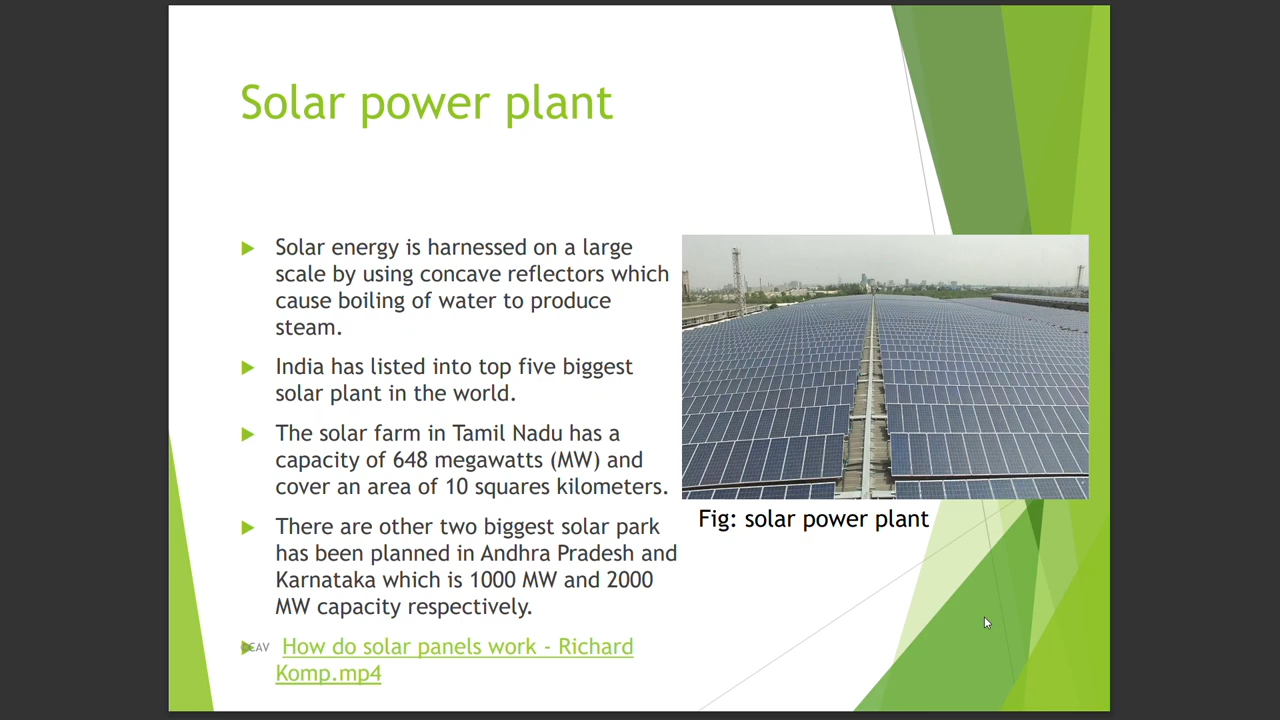 Solar power plant
Solar energy is harnessed on a large
scale by using concave reflectors which
cause boiling of water to produce
steam.
India has listed into top five biggest
solar plant in the world.
The solar farm in Tamil Nadu has a
capacity of 648 megawatts (MW) and
cover an area of 10 squares kilometers.
There are other two biggest solar park
has been planned in Andhra Pradesh and
Karnataka which is 1000 MW and 2000
MW capacity respectively.
How do solar panels work - Richard
Komp.mp4
Fig: solar power plant